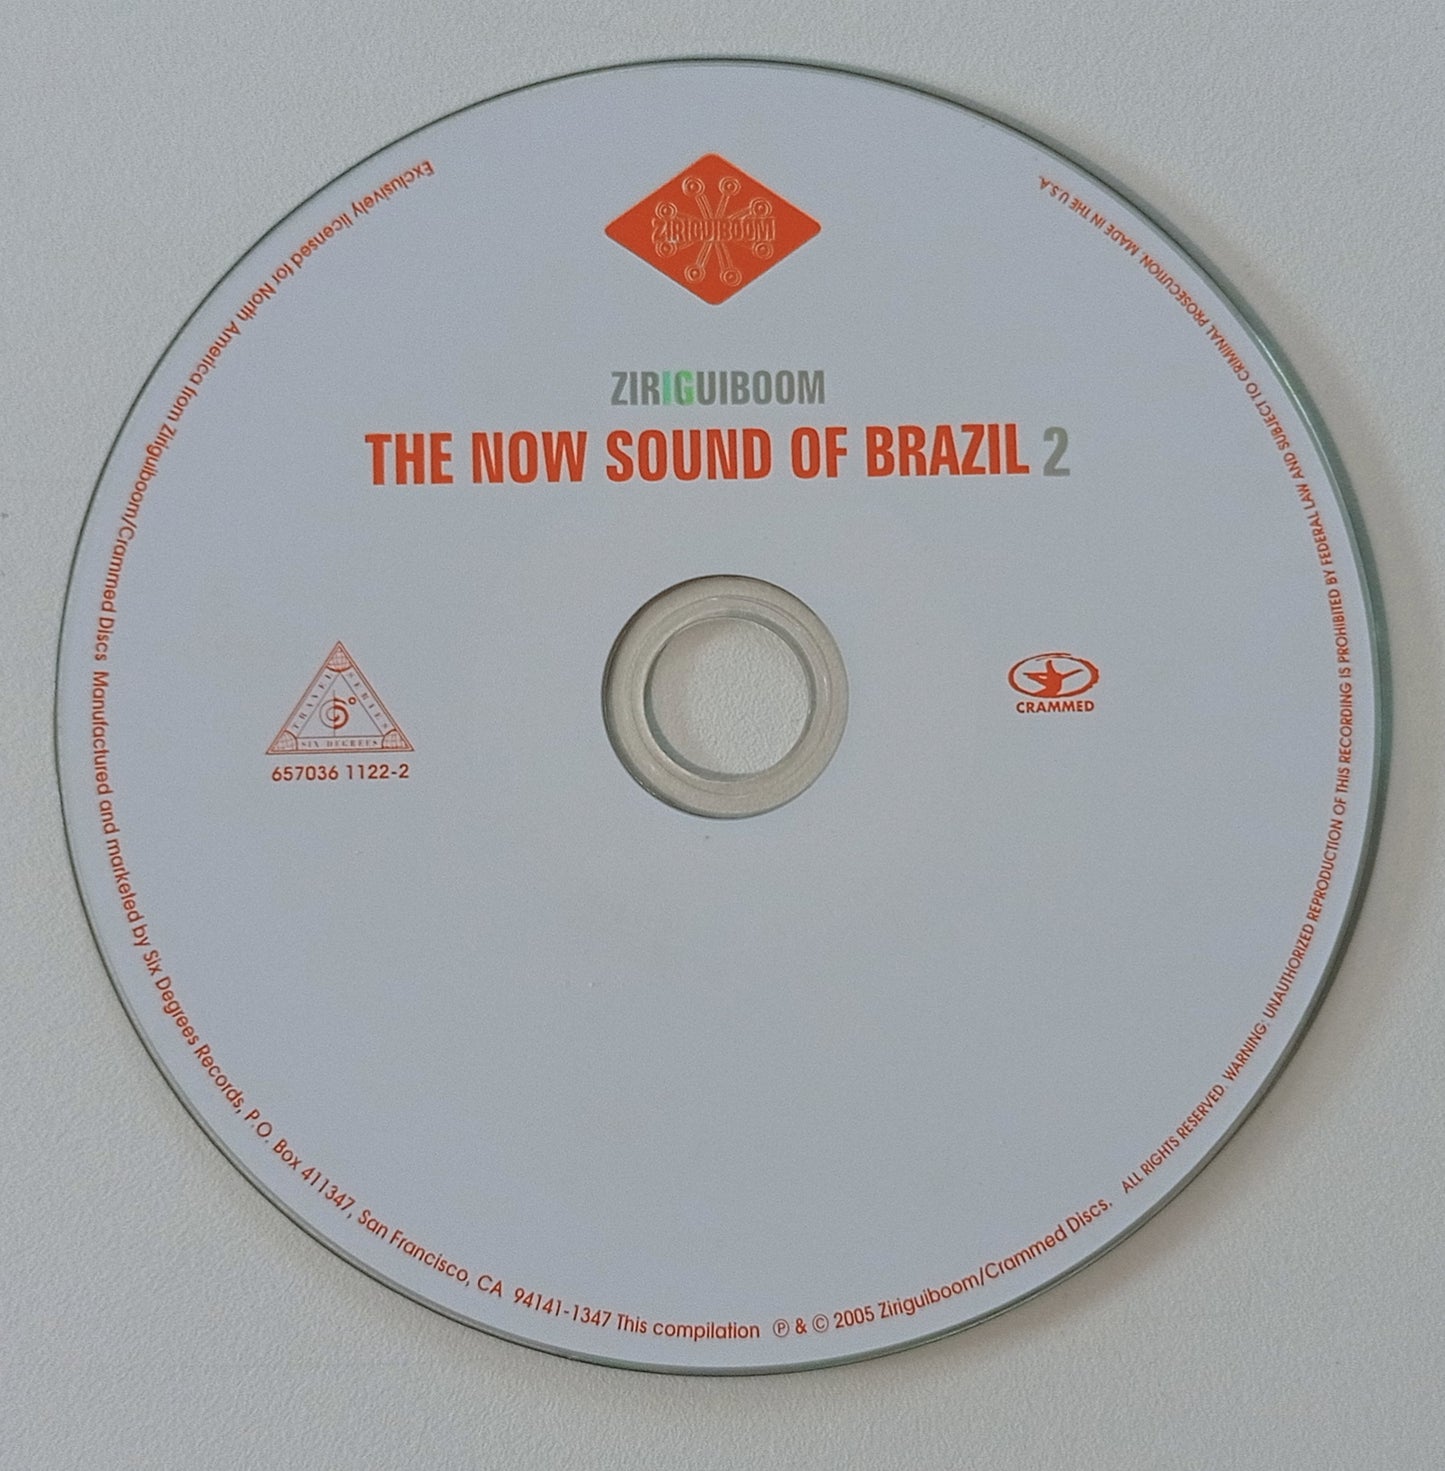 ZIRIGUIBOOM
ZIRIGUIBOOM
THE NOW SOUND OF BRAZIL 2
TRAVEL SERIES
SIX DEGREES
657036 1122-2
CRAMMED
Exclusively licensed for North America from Ziriguiboom/Crammed Discs Manufactured and marketed by Six Degrees Records, P.O. Box 411347, San Francisco, CA 94141-1347 This compilation ℗ & © 2005 Ziriguiboom/Crammed Discs. ALL RIGHTS RESERVED. WARNING: UNAUTHORIZED REPRODUCTION OF THIS RECORDING IS PROHIBITED BY FEDERAL LAW AND SUBJECT TO CRIMINAL PROSECUTION. MADE IN THE U.S.A.